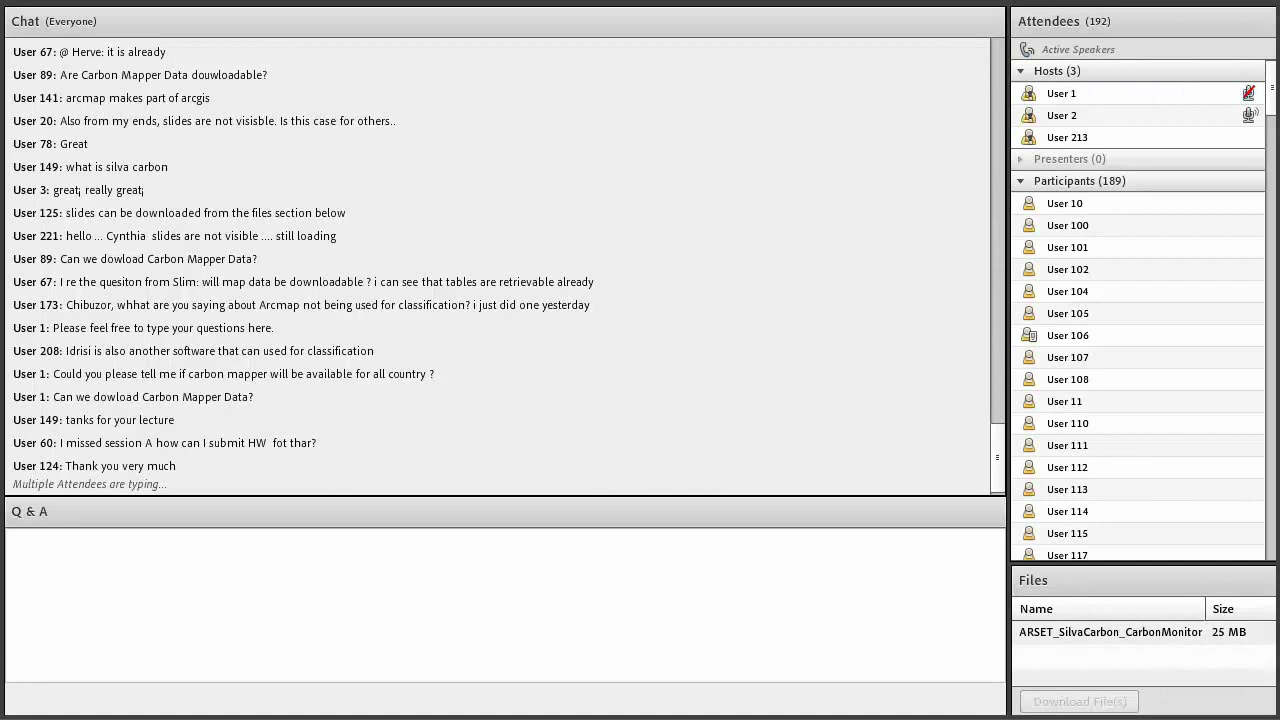 Chat (Everyone)
User 67: @ Herve: it is already
User 89: Are Carbon Mapper Data douwloadable?
User 141: arcmap makes part of arcgis
User 20: Also from my ends, slides are not visisble. Is this case for others..
User 78: Great
User 149: what is silva carbon
User 3: great¡ really great¡
User 125: slides can be downloaded from the files section below
User 221: hello ... Cynthia slides are not visible .... still loading
User 89: Can we dowload Carbon Mapper Data?
User 67: I re the quesiton from Slim: will map data be downloadable ? i can see that tables are retrievable already
User 173: Chibuzor, whhat are you saying about Arcmap not being used for classification? i just did one yesterday
User 1: Please feel free to type your questions here.
User 208: Idrisi is also another software that can used for classification
User 1: Could you please tell me if carbon mapper will be available for all country ?
User 1: Can we dowload Carbon Mapper Data?
User 149: tanks for your lecture
User 60: I missed session A how can I submit HW fot thar?
User 124: Thank you very much
Multiple Attendees are typing...
Q & A
Attendees (192)
Active Speakers
Hosts (3)
User 1
User 2
User 213
Presenters (0)
Participants (189)
User 10
User 100
User 101
User 102
User 104
User 105
User 106
User 107
User 108
User 11
User 110
User 111
User 112
User 113
User 114
User 115
User 117
Files
Name Size
ARSET_SilvaCarbon_CarbonMonitor 25 MB
Download File(s)